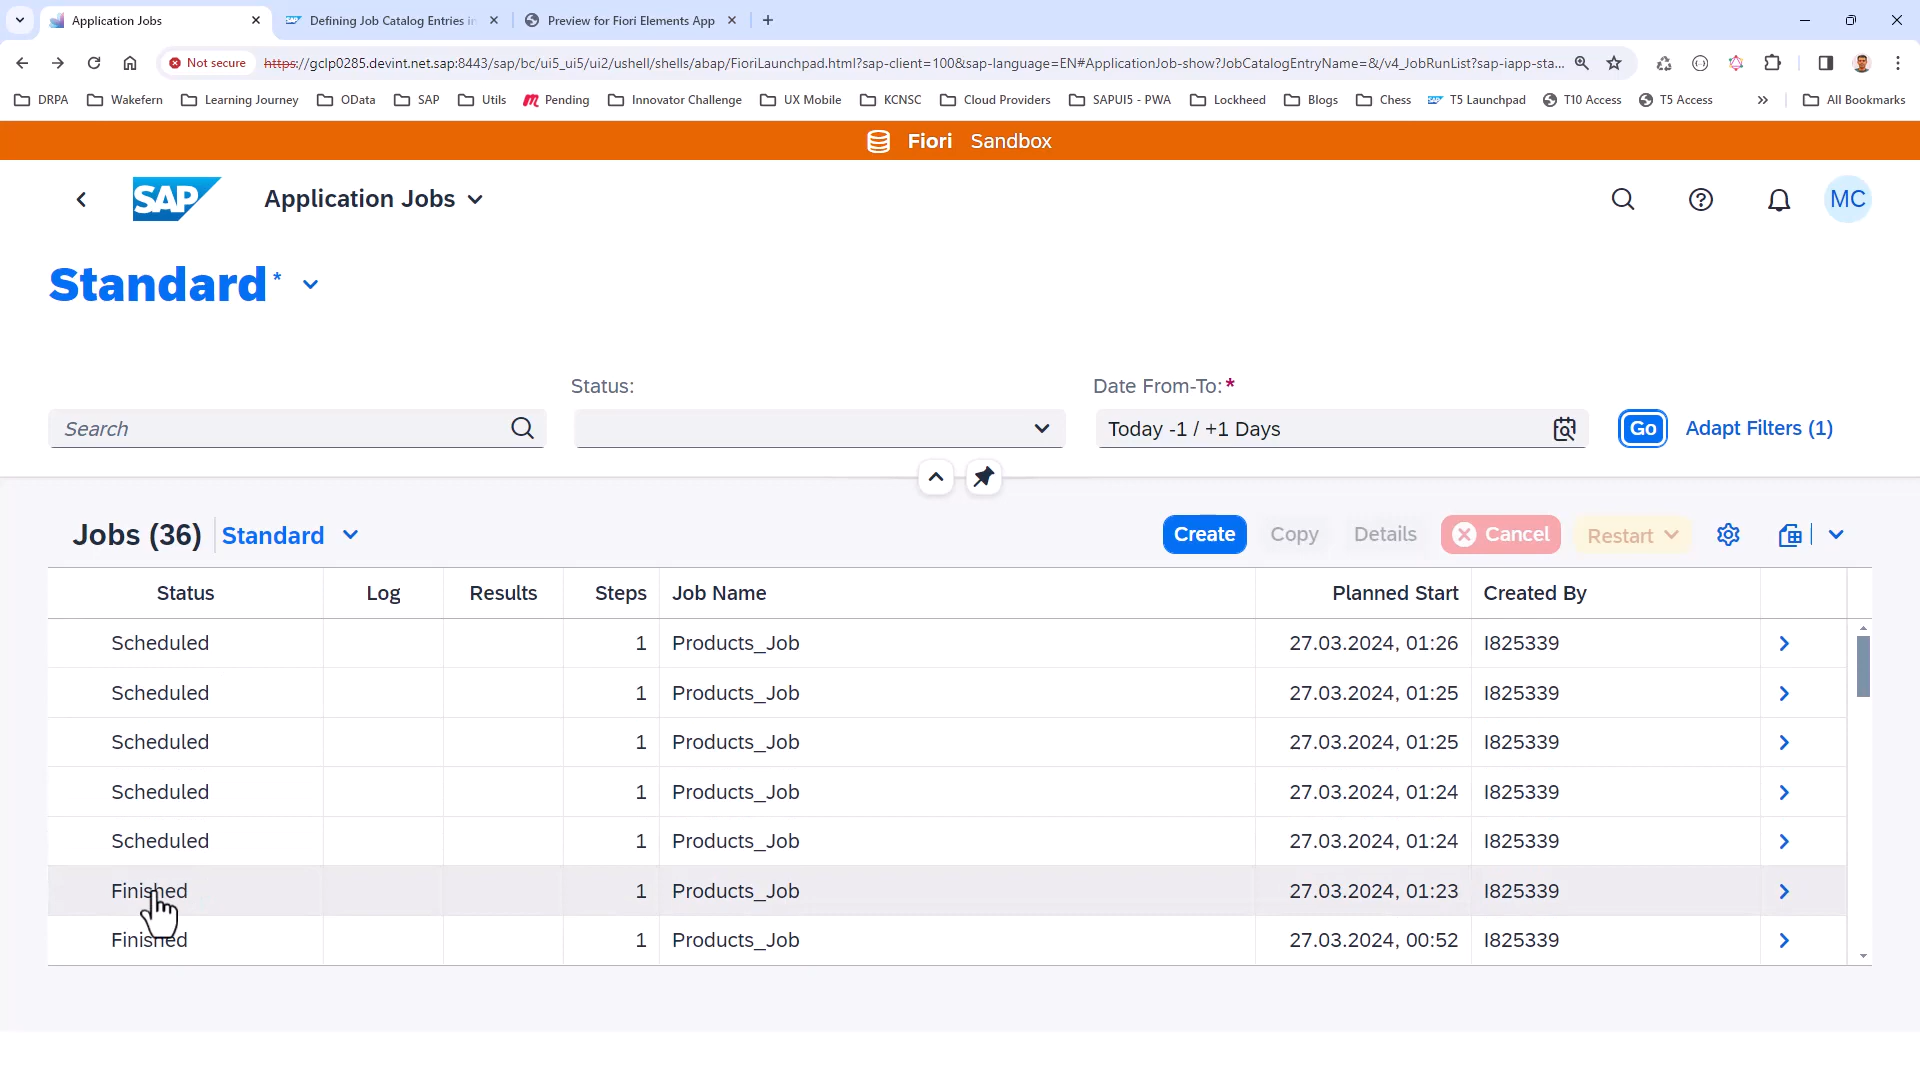 Application Jobs
Defining Job Catalog Entries in
Preview for Fiori Elements App
Not secure
https://gclp0285.devint.net.sap:8443/sap/bc/ui5_ui5/ui2/ushell/shells/abap/FioriLaunchpad.html?sap-client=100&sap-language=EN#ApplicationJob-show?JobCatalogEntryName=&/v4_JobRunList?sap-iapp-sta...
DRPA Wakefern Learning Journey OData SAP Utils Pending Innovator Challenge UX Mobile KCNSC Cloud Providers SAPUI5 - PWA Lockheed Blogs Chess T5 Launchpad T10 Access T5 Access » All Bookmarks
Fiori Sandbox
SAP Application Jobs MC
Standard*
Status: Date From-To:*
Search Today -1 / +1 Days Go Adapt Filters (1)
Jobs (36) Standard Create Copy Details Cancel Restart
Status Log Results Steps Job Name Planned Start Created By
Scheduled 1 Products_Job 27.03.2024, 01:26 I825339
Scheduled 1 Products_Job 27.03.2024, 01:25 I825339
Scheduled 1 Products_Job 27.03.2024, 01:25 I825339
Scheduled 1 Products_Job 27.03.2024, 01:24 I825339
Scheduled 1 Products_Job 27.03.2024, 01:24 I825339
Finished 1 Products_Job 27.03.2024, 01:23 I825339
Finished 1 Products_Job 27.03.2024, 00:52 I825339